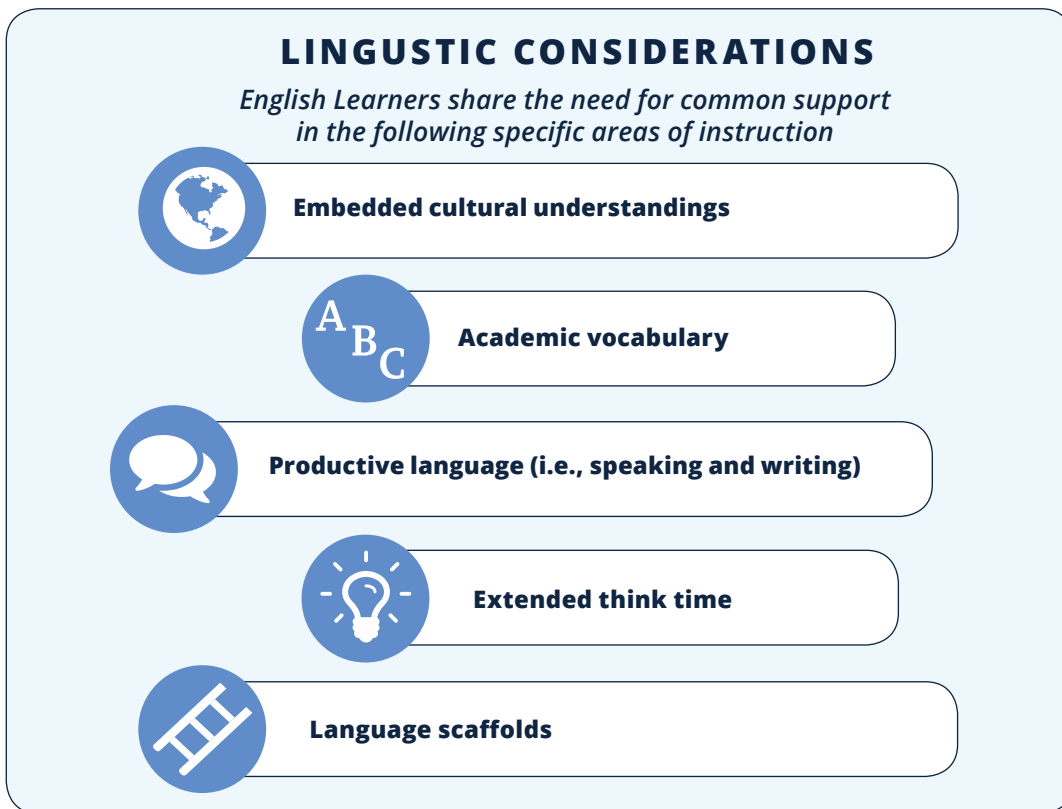 LINGUSTIC CONSIDERATIONS
English Learners share the need for common support
in the following specific areas of instruction
Embedded cultural understandings
A
B
C
Academic vocabulary
Productive language (i.e., speaking and writing)
Extended think time
Language scaffolds